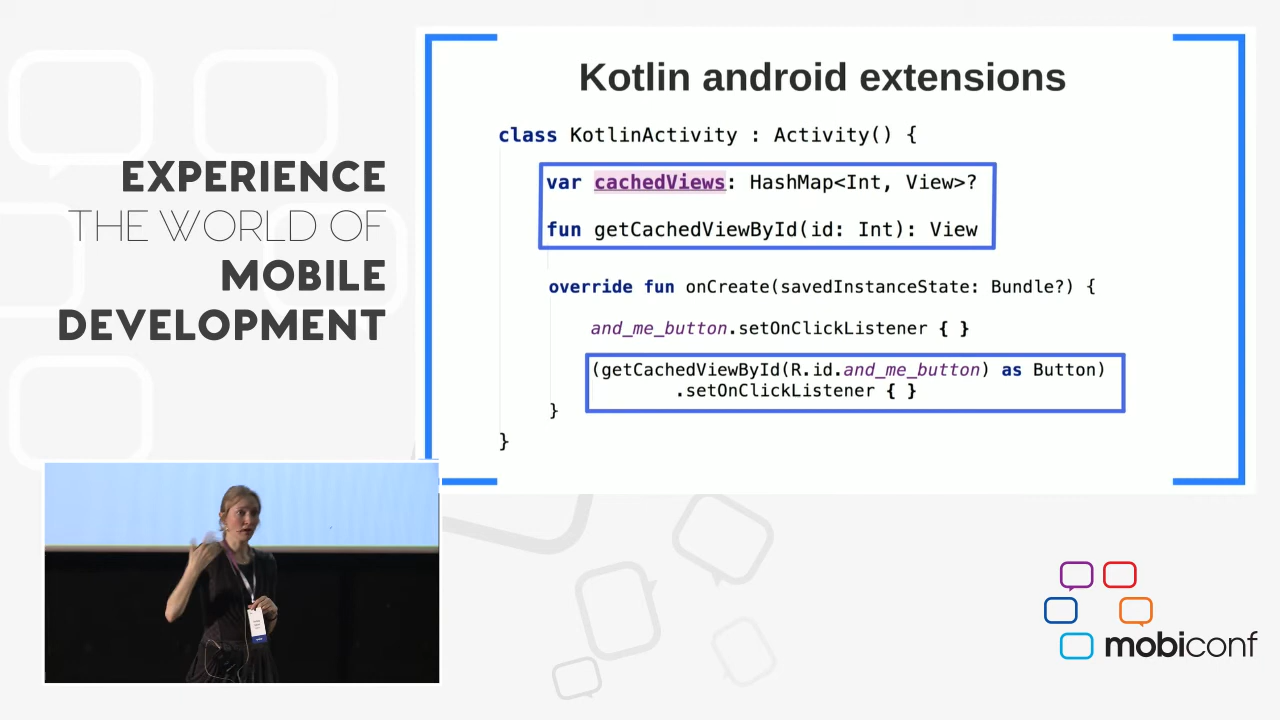 EXPERIENCE
THE WORLD OF
MOBILE
DEVELOPMENT
Kotlin android extensions
class KotlinActivity : Activity() {
var cachedViews: HashMap<Int, View>?
fun getCachedViewById(id: Int): View
override fun onCreate(savedInstanceState: Bundle?) {
and_me_button.setOnClickListener { }
(getCachedViewById(R.id.and_me_button) as Button)
.setOnClickListener { }
}
}
mobiconf